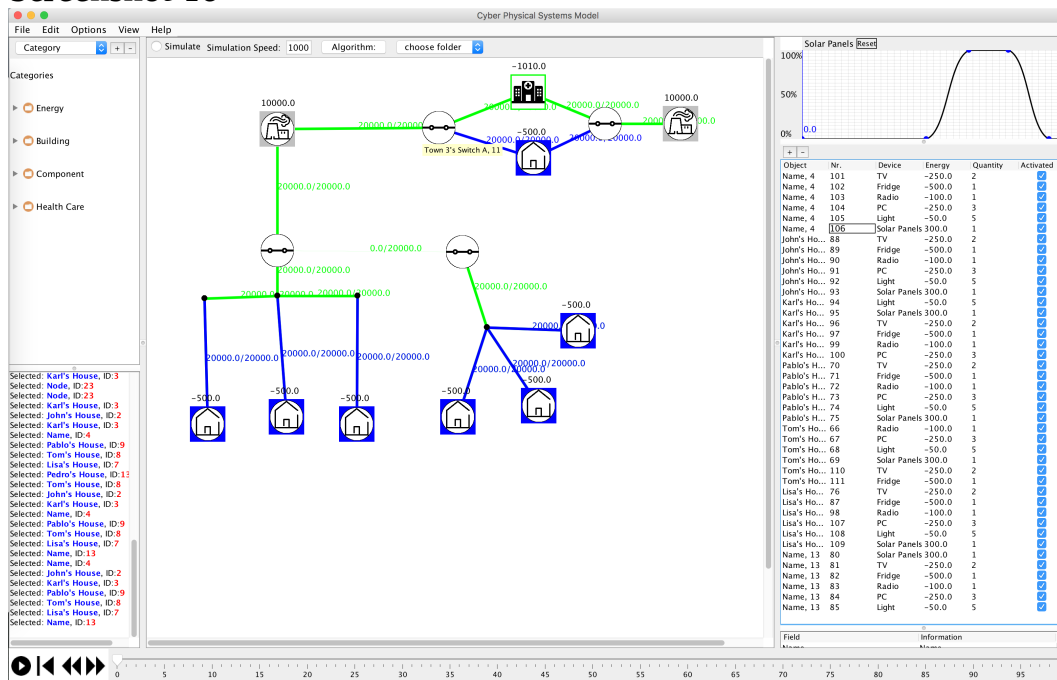 Cyber Physical Systems Model
File Edit Options View Help
Category + -
Simulate Simulation Speed: 1000 Algorithm: choose folder
Categories
Energy
Building
Component
Health Care
Selected: Karl's House, ID:3
Selected: Node, ID:23
Selected: Node, ID:23
Selected: Karl's House, ID:3
Selected: John's House, ID:2
Selected: Karl's House, ID:3
Selected: Name, ID:4
Selected: Pablo's House, ID:9
Selected: Tom's House, ID:8
Selected: Lisa's House, ID:7
Selected: Pedro's House, ID:13
Selected: Tom's House, ID:8
Selected: John's House, ID:2
Selected: Karl's House, ID:3
Selected: Name, ID:4
Selected: Pablo's House, ID:9
Selected: Tom's House, ID:8
Selected: Lisa's House, ID:7
Selected: Name, ID:13
Selected: Name, ID:4
Selected: John's House, ID:2
Selected: Karl's House, ID:3
Selected: Pablo's House, ID:9
Selected: Tom's House, ID:8
Selected: Lisa's House, ID:7
Selected: Name, ID:13
-1010.0
10000.0
10000.0
20000.0/20000.0
-500.0
Town 3's Switch A, 11
20000.0/20000.0
0.0/20000.0
20000.0/20000.0
20000.0/20000.0
20000.0/20000.0
-500.0
20000.0/20000.0
20000.0/20000.0
20000.0/20000.0
20000.0/20000.0
-500.0
-500.0
-500.0
-500.0
-500.0
Solar Panels Reset
100%
50%
0%
0.0
+ -
Object Nr. Device Energy Quantity Activated
Name, 4 101 TV -250.0 2
Name, 4 102 Fridge -500.0 1
Name, 4 103 Radio -100.0 1
Name, 4 104 PC -250.0 3
Name, 4 105 Light -50.0 5
Name, 4 106 Solar Panels 300.0 1
John's Ho... 88 TV -250.0 2
John's Ho... 89 Fridge -500.0 1
John's Ho... 90 Radio -100.0 1
John's Ho... 91 PC -250.0 3
John's Ho... 92 Light -50.0 5
John's Ho... 93 Solar Panels 300.0 1
Karl's Ho... 94 Light -50.0 5
Karl's Ho... 95 Solar Panels 300.0 1
Karl's Ho... 96 TV -250.0 2
Karl's Ho... 97 Fridge -500.0 1
Karl's Ho... 99 Radio -100.0 1
Karl's Ho... 100 PC -250.0 3
Pablo's H... 70 TV -250.0 2
Pablo's H... 71 Fridge -500.0 1
Pablo's H... 72 Radio -100.0 1
Pablo's H... 73 PC -250.0 3
Pablo's H... 74 Light -50.0 5
Pablo's H... 75 Solar Panels 300.0 1
Tom's Ho... 66 Radio -100.0 1
Tom's Ho... 67 PC -250.0 3
Tom's Ho... 68 Light -50.0 5
Tom's Ho... 69 Solar Panels 300.0 1
Tom's Ho... 110 TV -250.0 2
Tom's Ho... 111 Fridge -500.0 1
Lisa's Ho... 76 TV -250.0 2
Lisa's Ho... 87 Fridge -500.0 1
Lisa's Ho... 98 Radio -100.0 1
Lisa's Ho... 107 PC -250.0 3
Lisa's Ho... 108 Light -50.0 5
Lisa's Ho... 109 Solar Panels 300.0 1
Name, 13 80 Solar Panels 300.0 1
Name, 13 81 TV -250.0 2
Name, 13 82 Fridge -500.0 1
Name, 13 83 Radio -100.0 1
Name, 13 84 PC -250.0 3
Name, 13 85 Light -50.0 5
Field Information
0 5 10 15 20 25 30 35 40 45 50 55 60 65 70 75 80 85 90 95